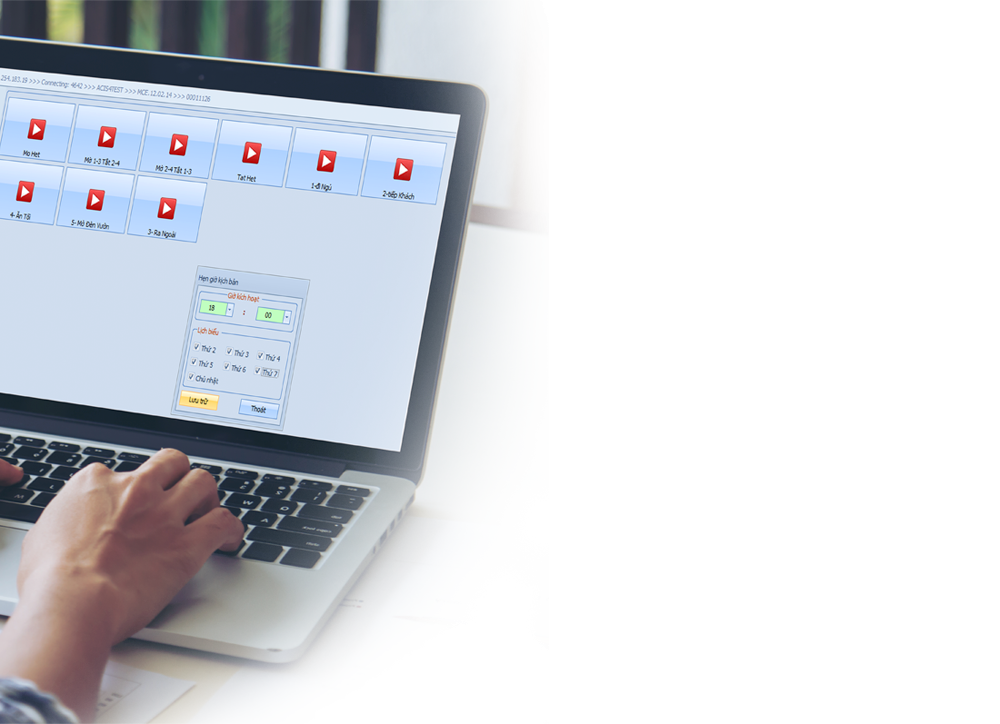 254.183.19 >>> Connecting: 4642 >>> ACIS4TEST >>> MCE.12.02.14 >>> 00011126
Mo Het
Mở 1-3 Tắt 2-4
Mở 2-4 Tắt 1-3
Tat Het
1-đi Ngủ
2-tiếp Khách
4- Ăn Tối
5- Mở Đèn Vườn
3- Ra Ngoài
Hẹn giờ kịch bản
Giờ kích hoạt
18 : 00
Lịch biểu
Thứ 2 Thứ 3 Thứ 4
Thứ 5 Thứ 6 Thứ 7
Chủ nhật
Lưu trữ Thoát